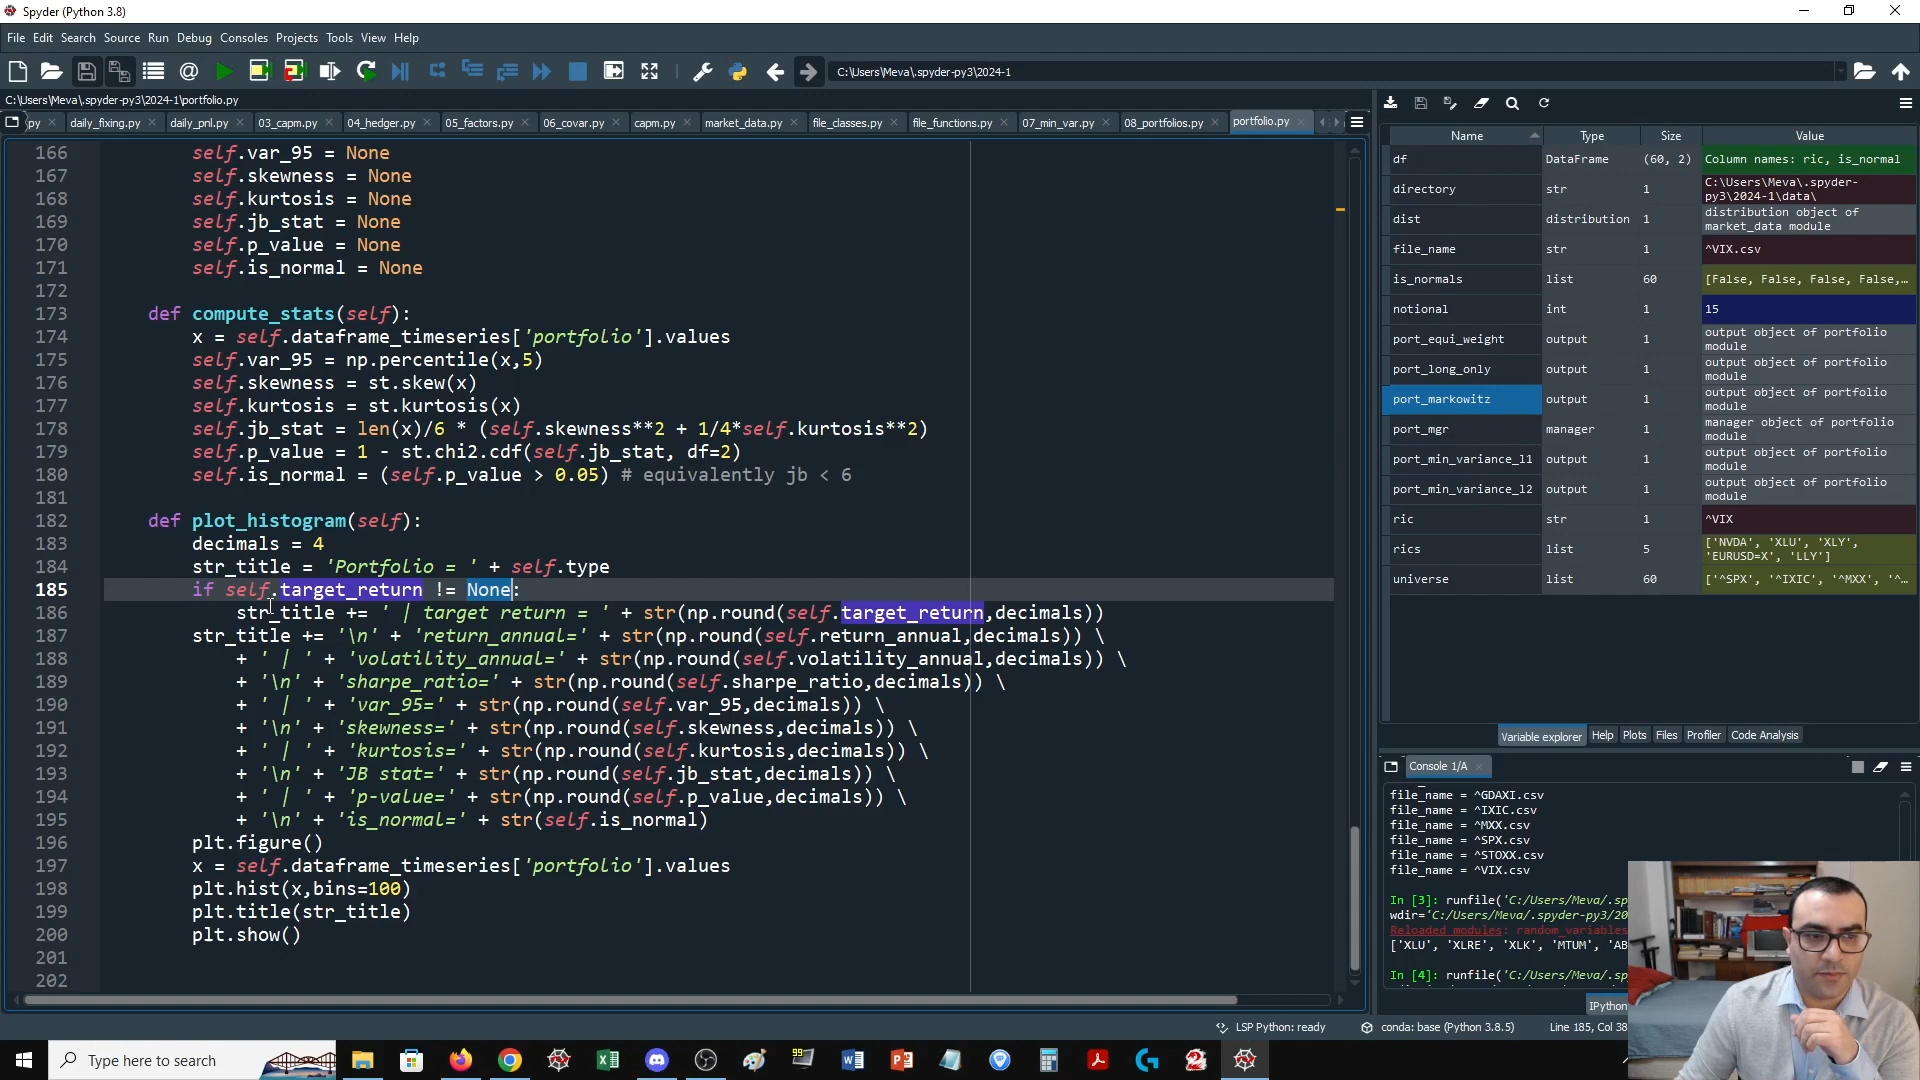 Spyder (Python 3.8)
File Edit Search Source Run Debug Consoles Projects Tools View Help
C:\Users\Meva\.spyder-py3\2024-1
C:\Users\Meva\.spyder-py3\2024-1\portfolio.py
py daily_fixing.py daily_pnl.py 03_capm.py 04_hedger.py 05_factors.py 06_covar.py capm.py market_data.py file_classes.py file_functions.py 07_min_var.py 08_portfolios.py portfolio.py
166 self.var_95 = None
167 self.skewness = None
168 self.kurtosis = None
169 self.jb_stat = None
170 self.p_value = None
171 self.is_normal = None
172
173 def compute_stats(self):
174 x = self.dataframe_timeseries['portfolio'].values
175 self.var_95 = np.percentile(x,5)
176 self.skewness = st.skew(x)
177 self.kurtosis = st.kurtosis(x)
178 self.jb_stat = len(x)/6 * (self.skewness**2 + 1/4*self.kurtosis**2)
179 self.p_value = 1 - st.chi2.cdf(self.jb_stat, df=2)
180 self.is_normal = (self.p_value > 0.05) # equivalently jb < 6
181
182 def plot_histogram(self):
183 decimals = 4
184 str_title = 'Portfolio = ' + self.type
185 if self.target_return != None:
186 str_title += ' | target return = ' + str(np.round(self.target_return,decimals))
187 str_title += '\n' + 'return_annual=' + str(np.round(self.return_annual,decimals)) \
188 + ' | ' + 'volatility_annual=' + str(np.round(self.volatility_annual,decimals)) \
189 + '\n' + 'sharpe_ratio=' + str(np.round(self.sharpe_ratio,decimals)) \
190 + ' | ' + 'var_95=' + str(np.round(self.var_95,decimals)) \
191 + '\n' + 'skewness=' + str(np.round(self.skewness,decimals)) \
192 + ' | ' + 'kurtosis=' + str(np.round(self.kurtosis,decimals)) \
193 + '\n' + 'JB stat=' + str(np.round(self.jb_stat,decimals)) \
194 + ' | ' + 'p-value=' + str(np.round(self.p_value,decimals)) \
195 + '\n' + 'is_normal=' + str(self.is_normal)
196 plt.figure()
197 x = self.dataframe_timeseries['portfolio'].values
198 plt.hist(x,bins=100)
199 plt.title(str_title)
200 plt.show()
201
202
Name Type Size Value
df DataFrame (60, 2) Column names: ric, is_normal
directory str 1 C:\Users\Meva\.spyder-
py3\2024-1\data\
dist distribution 1 distribution object of
market_data module
file_name str 1 ^VIX.csv
is_normals list 60 [False, False, False, False,…
notional int 1 15
port_equi_weight output 1 output object of portfolio
module
port_long_only output 1 output object of portfolio
module
port_markowitz output 1 output object of portfolio
module
port_mgr manager 1 manager object of portfolio
module
port_min_variance_l1 output 1 output object of portfolio
module
port_min_variance_l2 output 1 output object of portfolio
module
ric str 1 ^VIX
rics list 5 ['NVDA', 'XLU', 'XLY',
'EURUSD=X', 'LLY']
universe list 60 ['^SPX', '^IXIC', '^MXX', '^…
Variable explorer Help Plots Files Profiler Code Analysis
Console 1/A
file_name = ^GDAXI.csv
file_name = ^IXIC.csv
file_name = ^MXX.csv
file_name = ^SPX.csv
file_name = ^STOXX.csv
file_name = ^VIX.csv
In [3]: runfile('C:/Users/Meva/.sp
wdir='C:/Users/Meva/.spyder-py3/20
Reloaded modules: random_variables
['XLU', 'XLRE', 'XLK', 'MTUM', 'AB
In [4]: runfile('C:/Users/Meva/.sp
IPython
LSP Python: ready conda: base (Python 3.8.5) Line 185, Col 38
Type here to search